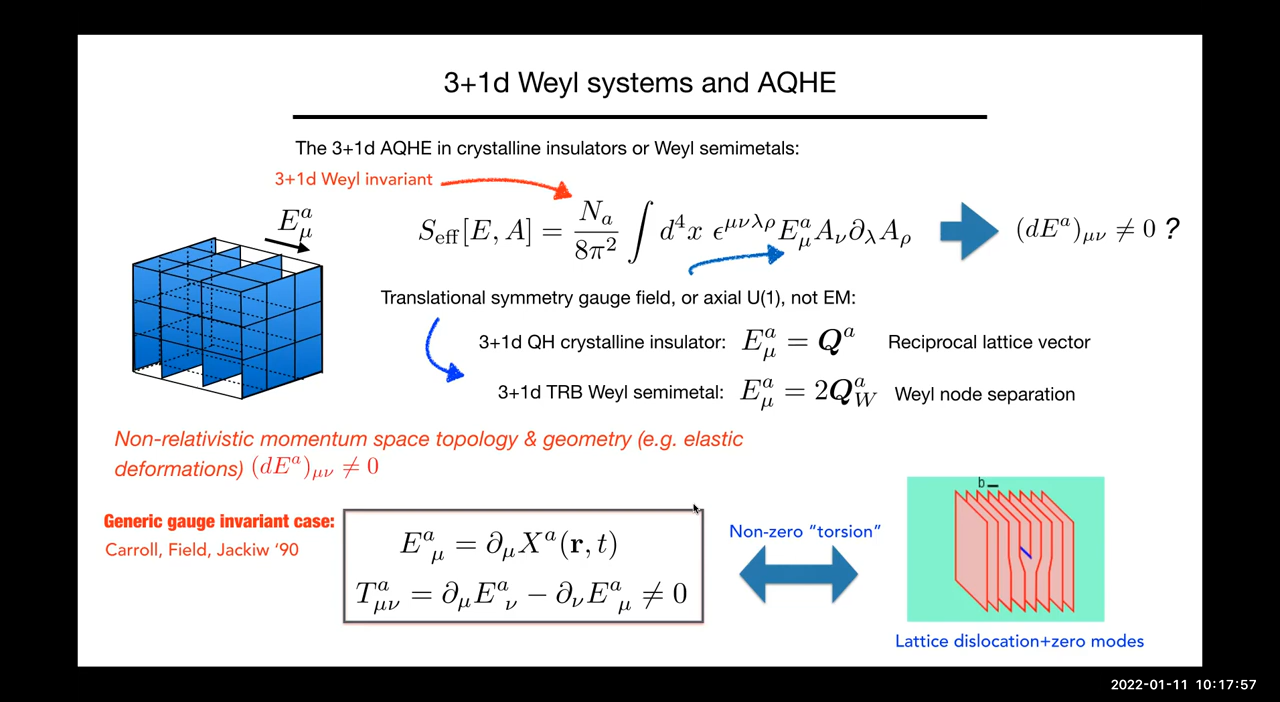 3+1d Weyl systems and AQHE
The 3+1d AQHE in crystalline insulators or Weyl semimetals:
3+1d Weyl invariant
E^a_μ
S_eff[E, A] = N_a/8π² ∫ d⁴x ϵ^{μνλρ} E^a_μ A_ν ∂_λ A_ρ
(dE^a)_{μν} ≠ 0 ?
Translational symmetry gauge field, or axial U(1), not EM:
3+1d QH crystalline insulator: E^a_μ = Q^a Reciprocal lattice vector
3+1d TRB Weyl semimetal: E^a_μ = 2Q^a_W Weyl node separation
Non-relativistic momentum space topology & geometry (e.g. elastic
deformations) (dE^a)_{μν} ≠ 0
b
Generic gauge invariant case:
Carroll, Field, Jackiw ‘90
E^a_μ = ∂_μ X^a(r, t)
T^a_{μν} = ∂_μ E^a_ν − ∂_ν E^a_μ ≠ 0
Non-zero “torsion”
Lattice dislocation+zero modes
2022-01-11 10:17:57